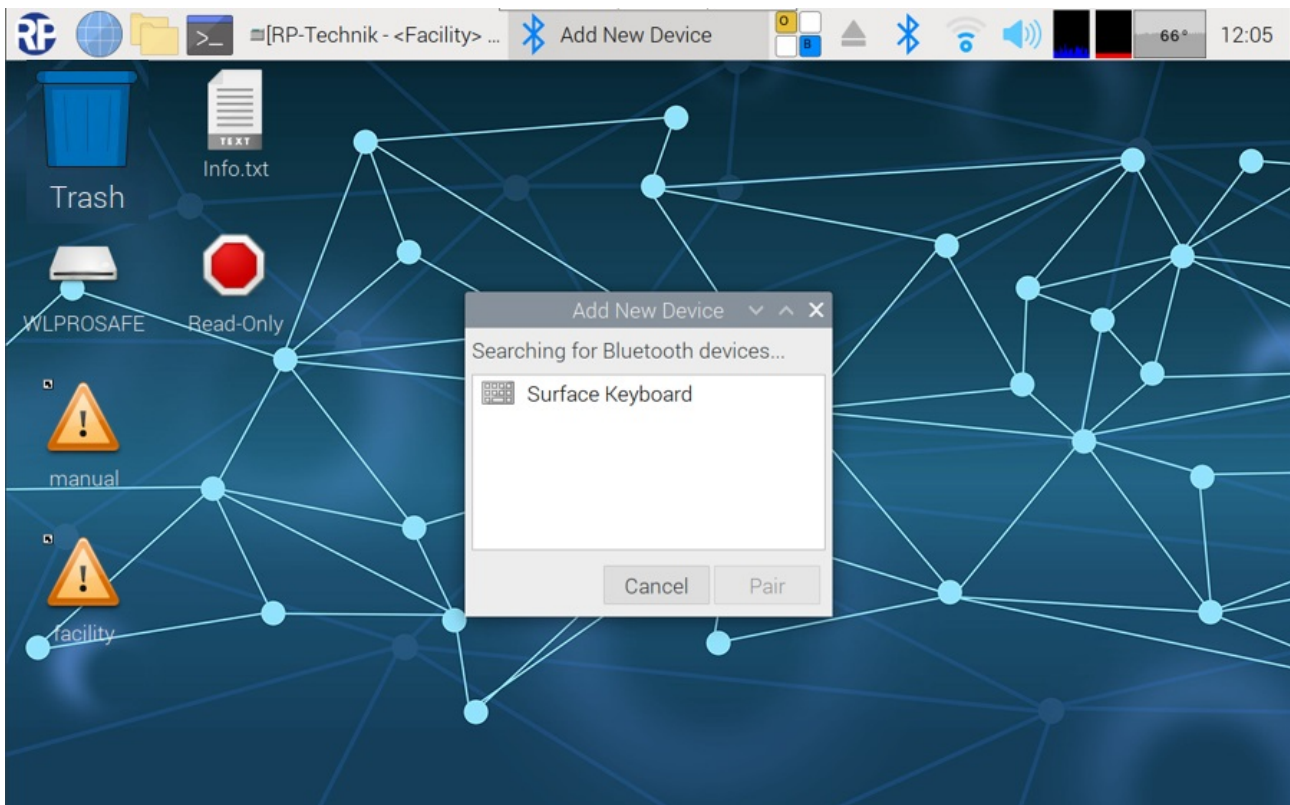 RP
>_
[RP-Technik - <Facility> ...
Add New Device
O
B
66°
12:05
Trash
TEXT
Info.txt
WLPROSAFE
Read-Only
manual
facility
Add New Device
Searching for Bluetooth devices...
Surface Keyboard
Cancel
Pair